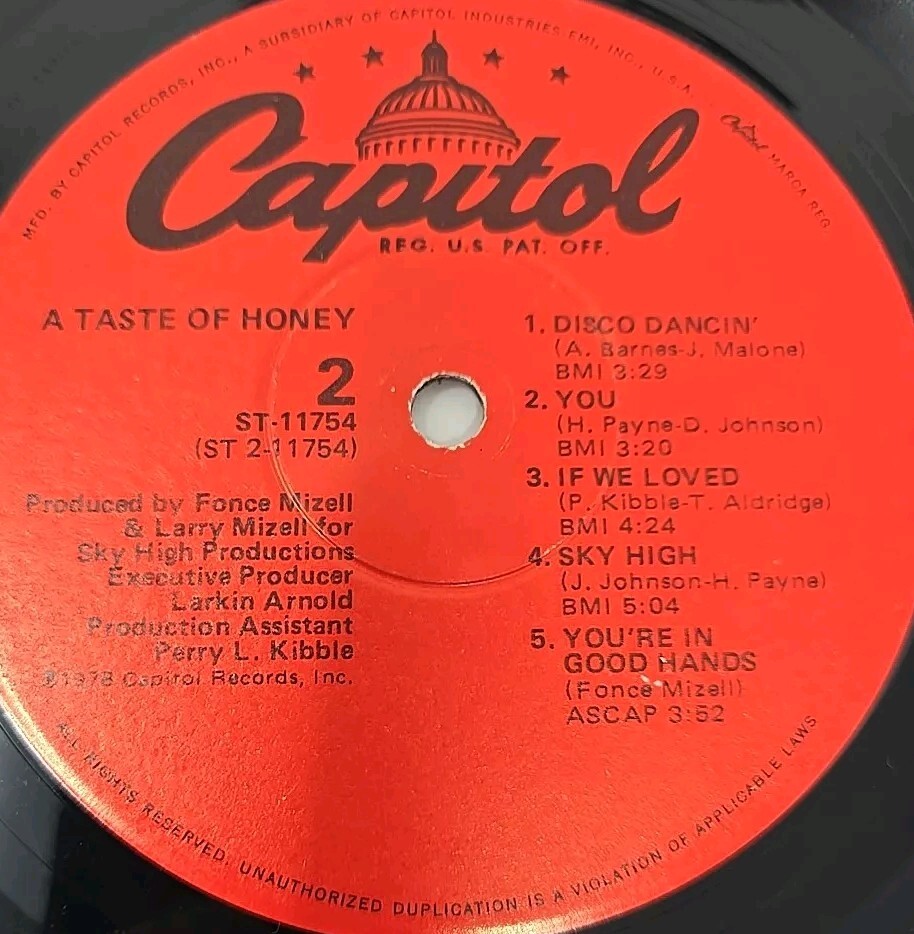 MFD. BY CAPITOL RECORDS, INC., A SUBSIDIARY OF CAPITOL INDUSTRIES EMI, INC., U.S.A.
Capitol MARCA REG.
Capitol
REG. U.S. PAT. OFF.
A TASTE OF HONEY
2
ST-11754
(ST 2-11754)
Produced by Fonce Mizell
& Larry Mizell for
Sky High Productions
Executive Producer
Larkin Arnold
Production Assistant
Perry L. Kibble
℗1978 Capitol Records, Inc.
1. DISCO DANCIN'
(A. Barnes-J. Malone)
BMI 3:29
2. YOU
(H. Payne-D. Johnson)
BMI 3:20
3. IF WE LOVED
(P. Kibble-T. Aldridge)
BMI 4:24
4. SKY HIGH
(J. Johnson-H. Payne)
BMI 5:04
5. YOU'RE IN
GOOD HANDS
(Fonce Mizell)
ASCAP 3:52
ALL RIGHTS RESERVED. UNAUTHORIZED DUPLICATION IS A VIOLATION OF APPLICABLE LAWS